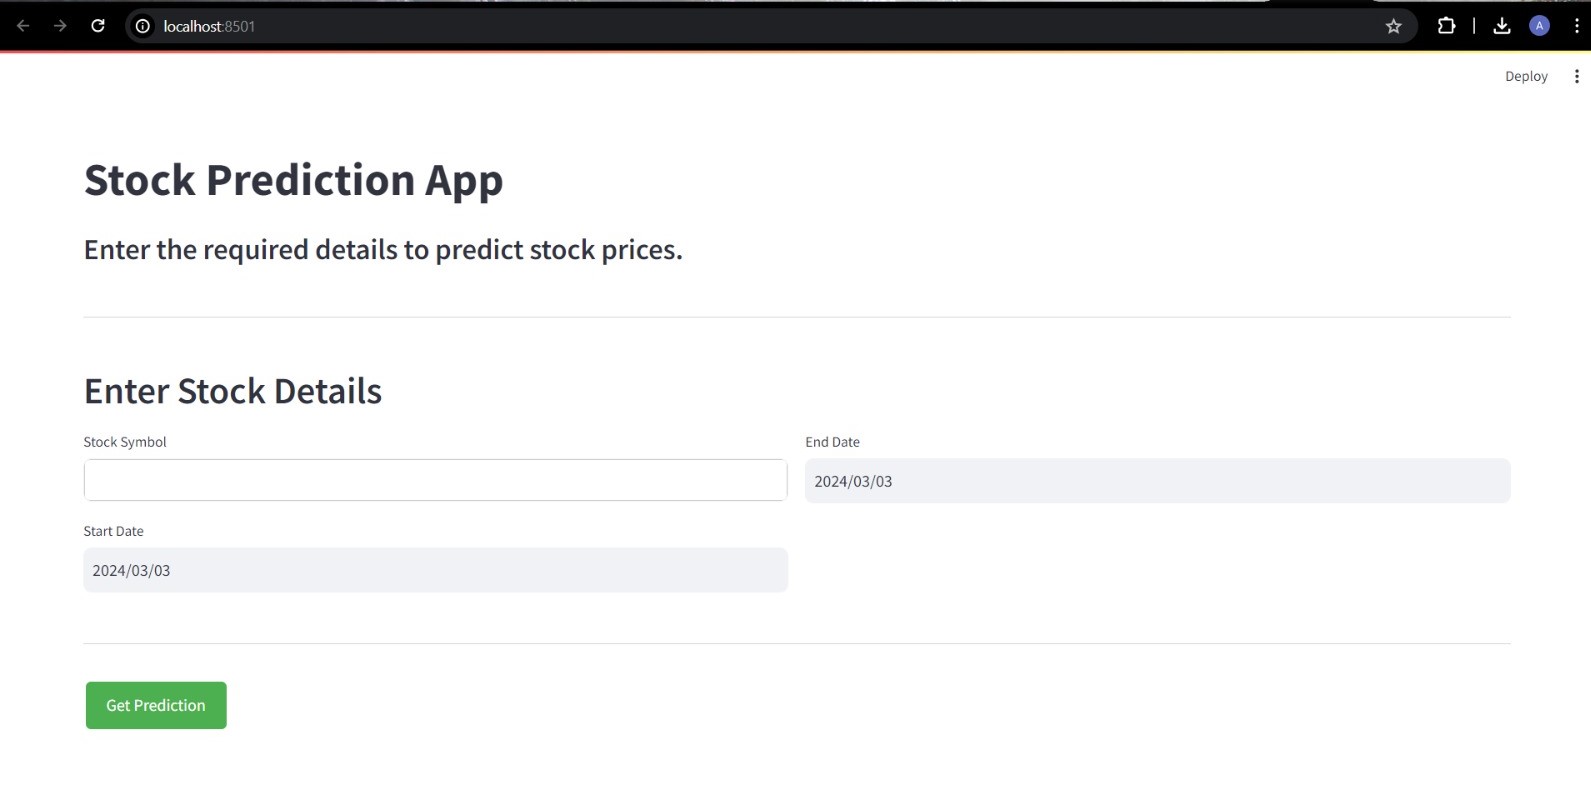 localhost:8501
A
Deploy
Stock Prediction App
Enter the required details to predict stock prices.
Enter Stock Details
Stock Symbol
End Date
2024/03/03
Start Date
2024/03/03
Get Prediction